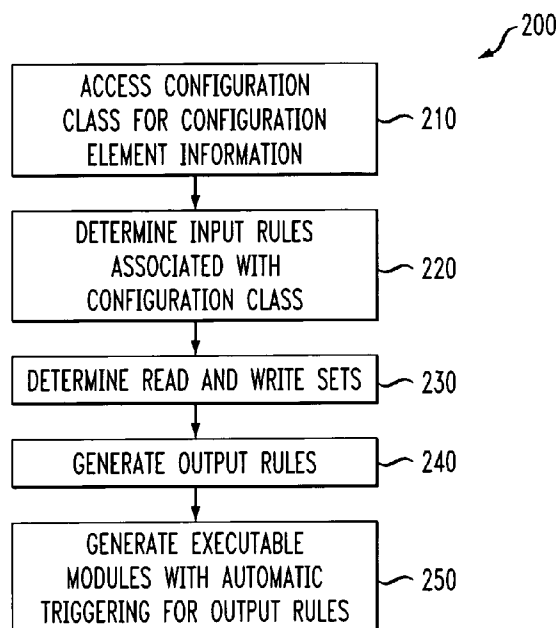 200
ACCESS CONFIGURATION
CLASS FOR CONFIGURATION
ELEMENT INFORMATION
210
DETERMINE INPUT RULES
ASSOCIATED WITH
CONFIGURATION CLASS
220
DETERMINE READ AND WRITE SETS
230
GENERATE OUTPUT RULES
240
GENERATE EXECUTABLE
MODULES WITH AUTOMATIC
TRIGGERING FOR OUTPUT RULES
250